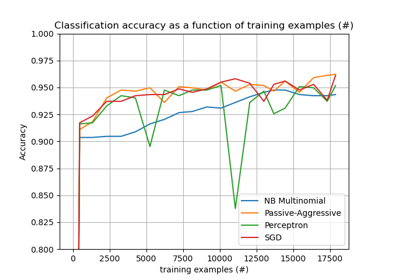 Classification accuracy as a function of training examples (#)
1.000
0.975
0.950
0.925
0.900
0.875
0.850
0.825
0.800
Accuracy
NB Multinomial
Passive-Aggressive
Perceptron
SGD
0 2500 5000 7500 10000 12500 15000 17500
training examples (#)